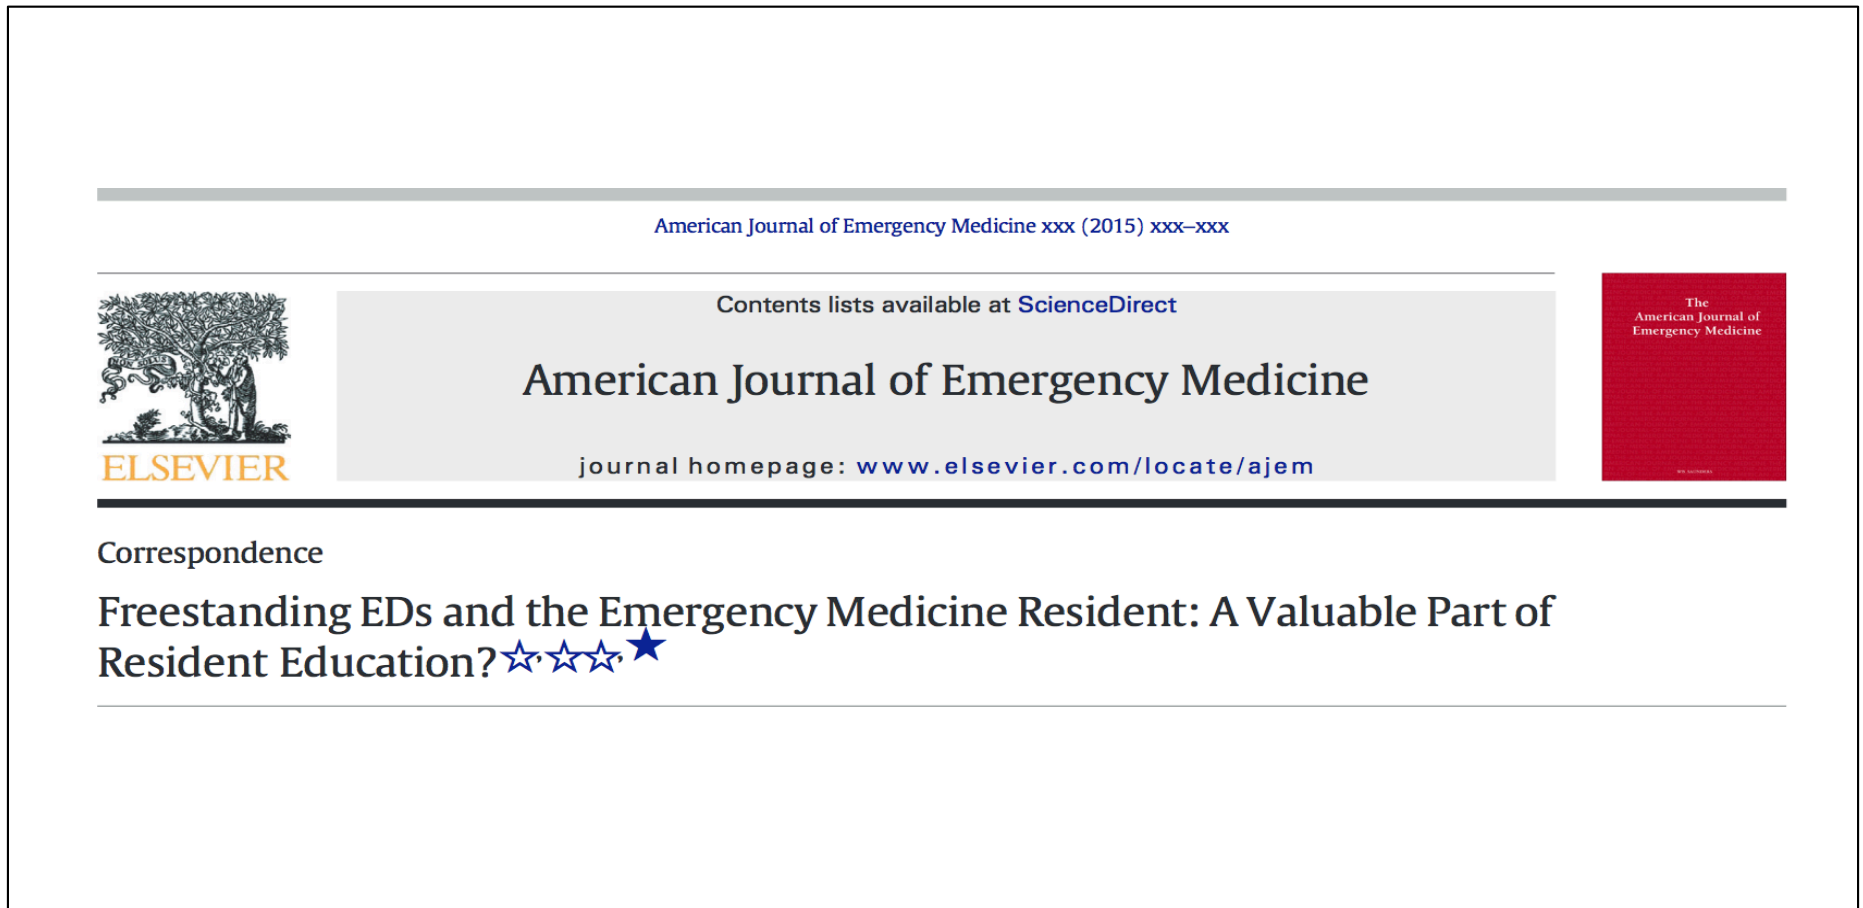 American Journal of Emergency Medicine xxx (2015) xxx–xxx
Contents lists available at ScienceDirect
American Journal of Emergency Medicine
journal homepage: www.elsevier.com/locate/ajem
NON SOLUS
ELSEVIER
The
American Journal of
Emergency Medicine
Correspondence
Freestanding EDs and the Emergency Medicine Resident: A Valuable Part of
Resident Education?☆,☆☆,★